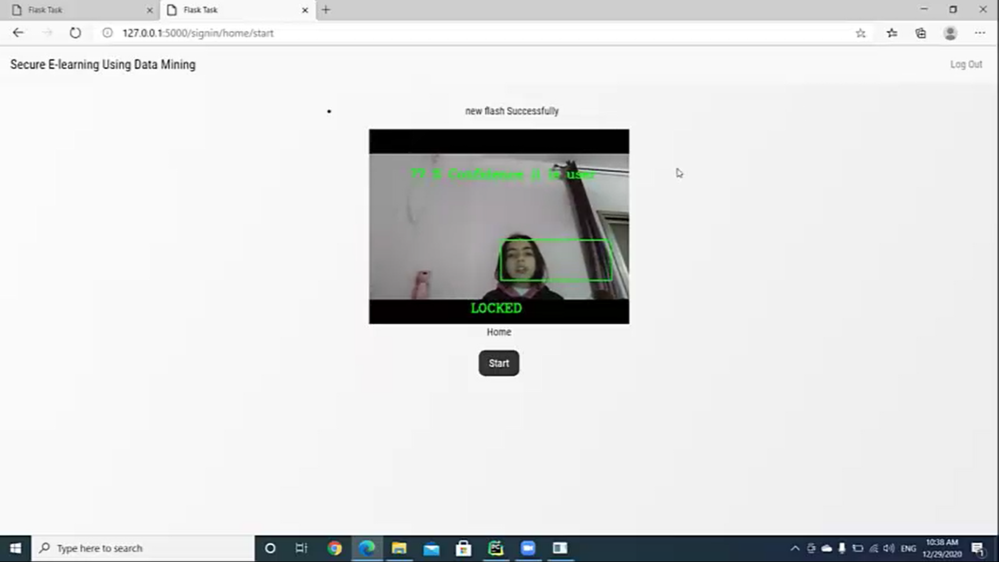 Flask Task
Flask Task
127.0.0.1:5000/signin/home/start
Secure E-learning Using Data Mining
Log Out
• new flash Successfully
77 % Confidence it is user
LOCKED
Home
Start
Type here to search
ENG
10:38 AM
12/29/2020